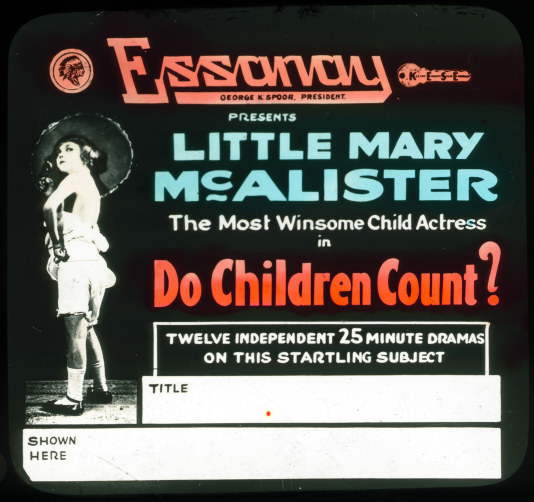 Essanay
GEORGE K. SPOOR, PRESIDENT.
K-E-S-E
PRESENTS
LITTLE MARY
McALISTER
The Most Winsome Child Actress
in
Do Children Count?
TWELVE INDEPENDENT 25 MINUTE DRAMAS
ON THIS STARTLING SUBJECT
TITLE
SHOWN
HERE